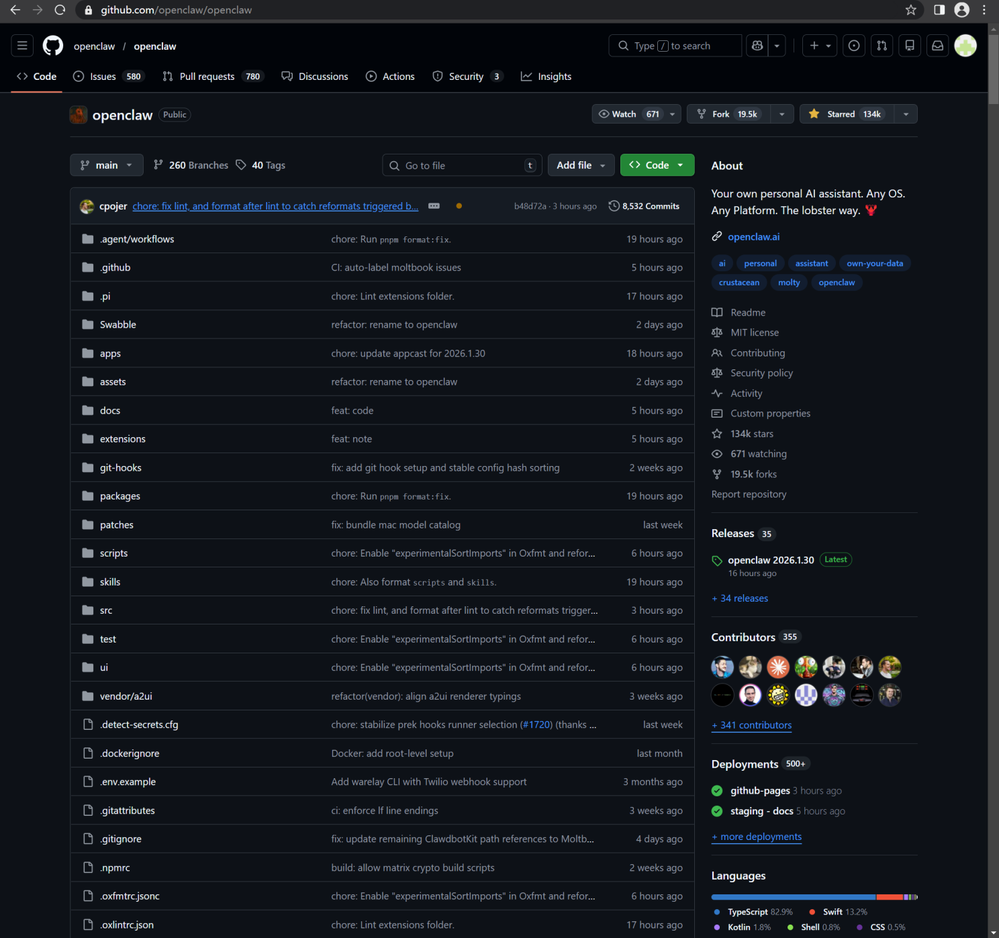 github.com/openclaw/openclaw
openclaw / openclaw
Type / to search
Code
Issues 580
Pull requests 780
Discussions
Actions
Security 3
Insights
openclaw Public
Watch 671
Fork 19.5k
Starred 134k
main
260 Branches
40 Tags
Go to file t
Add file
Code
cpojer chore: fix lint, and format after lint to catch reformats triggered b... b48d72a · 3 hours ago 8,532 Commits
.agent/workflows chore: Run pnpm format:fix. 19 hours ago
.github CI: auto-label moltbook issues 5 hours ago
.pi chore: Lint extensions folder. 17 hours ago
Swabble refactor: rename to openclaw 2 days ago
apps chore: update appcast for 2026.1.30 18 hours ago
assets refactor: rename to openclaw 2 days ago
docs feat: code 5 hours ago
extensions feat: note 5 hours ago
git-hooks fix: add git hook setup and stable config hash sorting 2 weeks ago
packages chore: Run pnpm format:fix. 19 hours ago
patches fix: bundle mac model catalog last week
scripts chore: Enable "experimentalSortImports" in Oxfmt and refor... 6 hours ago
skills chore: Also format scripts and skills. 19 hours ago
src chore: fix lint, and format after lint to catch reformats trigger... 3 hours ago
test chore: Enable "experimentalSortImports" in Oxfmt and refor... 6 hours ago
ui chore: Enable "experimentalSortImports" in Oxfmt and refor... 6 hours ago
vendor/a2ui refactor(vendor): align a2ui renderer typings 3 weeks ago
.detect-secrets.cfg chore: stabilize prek hooks runner selection (#1720) (thanks ... last week
.dockerignore Docker: add root-level setup last month
.env.example Add warelay CLI with Twilio webhook support 3 months ago
.gitattributes ci: enforce lf line endings 3 weeks ago
.gitignore fix: update remaining ClawdbotKit path references to Moltb... 4 days ago
.npmrc build: allow matrix crypto build scripts 2 weeks ago
.oxfmtrc.jsonc chore: Enable "experimentalSortImports" in Oxfmt and refor... 6 hours ago
.oxlintrc.json chore: Lint extensions folder. 17 hours ago
About
Your own personal AI assistant. Any OS.
Any Platform. The lobster way. 🦞
openclaw.ai
ai personal assistant own-your-data
crustacean molty openclaw
Readme
MIT license
Contributing
Security policy
Activity
Custom properties
134k stars
671 watching
19.5k forks
Report repository
Releases 35
openclaw 2026.1.30 Latest
16 hours ago
+ 34 releases
Contributors 355
+ 341 contributors
Deployments 500+
github-pages 3 hours ago
staging - docs 5 hours ago
+ more deployments
Languages
TypeScript 82.9% Swift 13.2%
Kotlin 1.8% Shell 0.8% CSS 0.5%